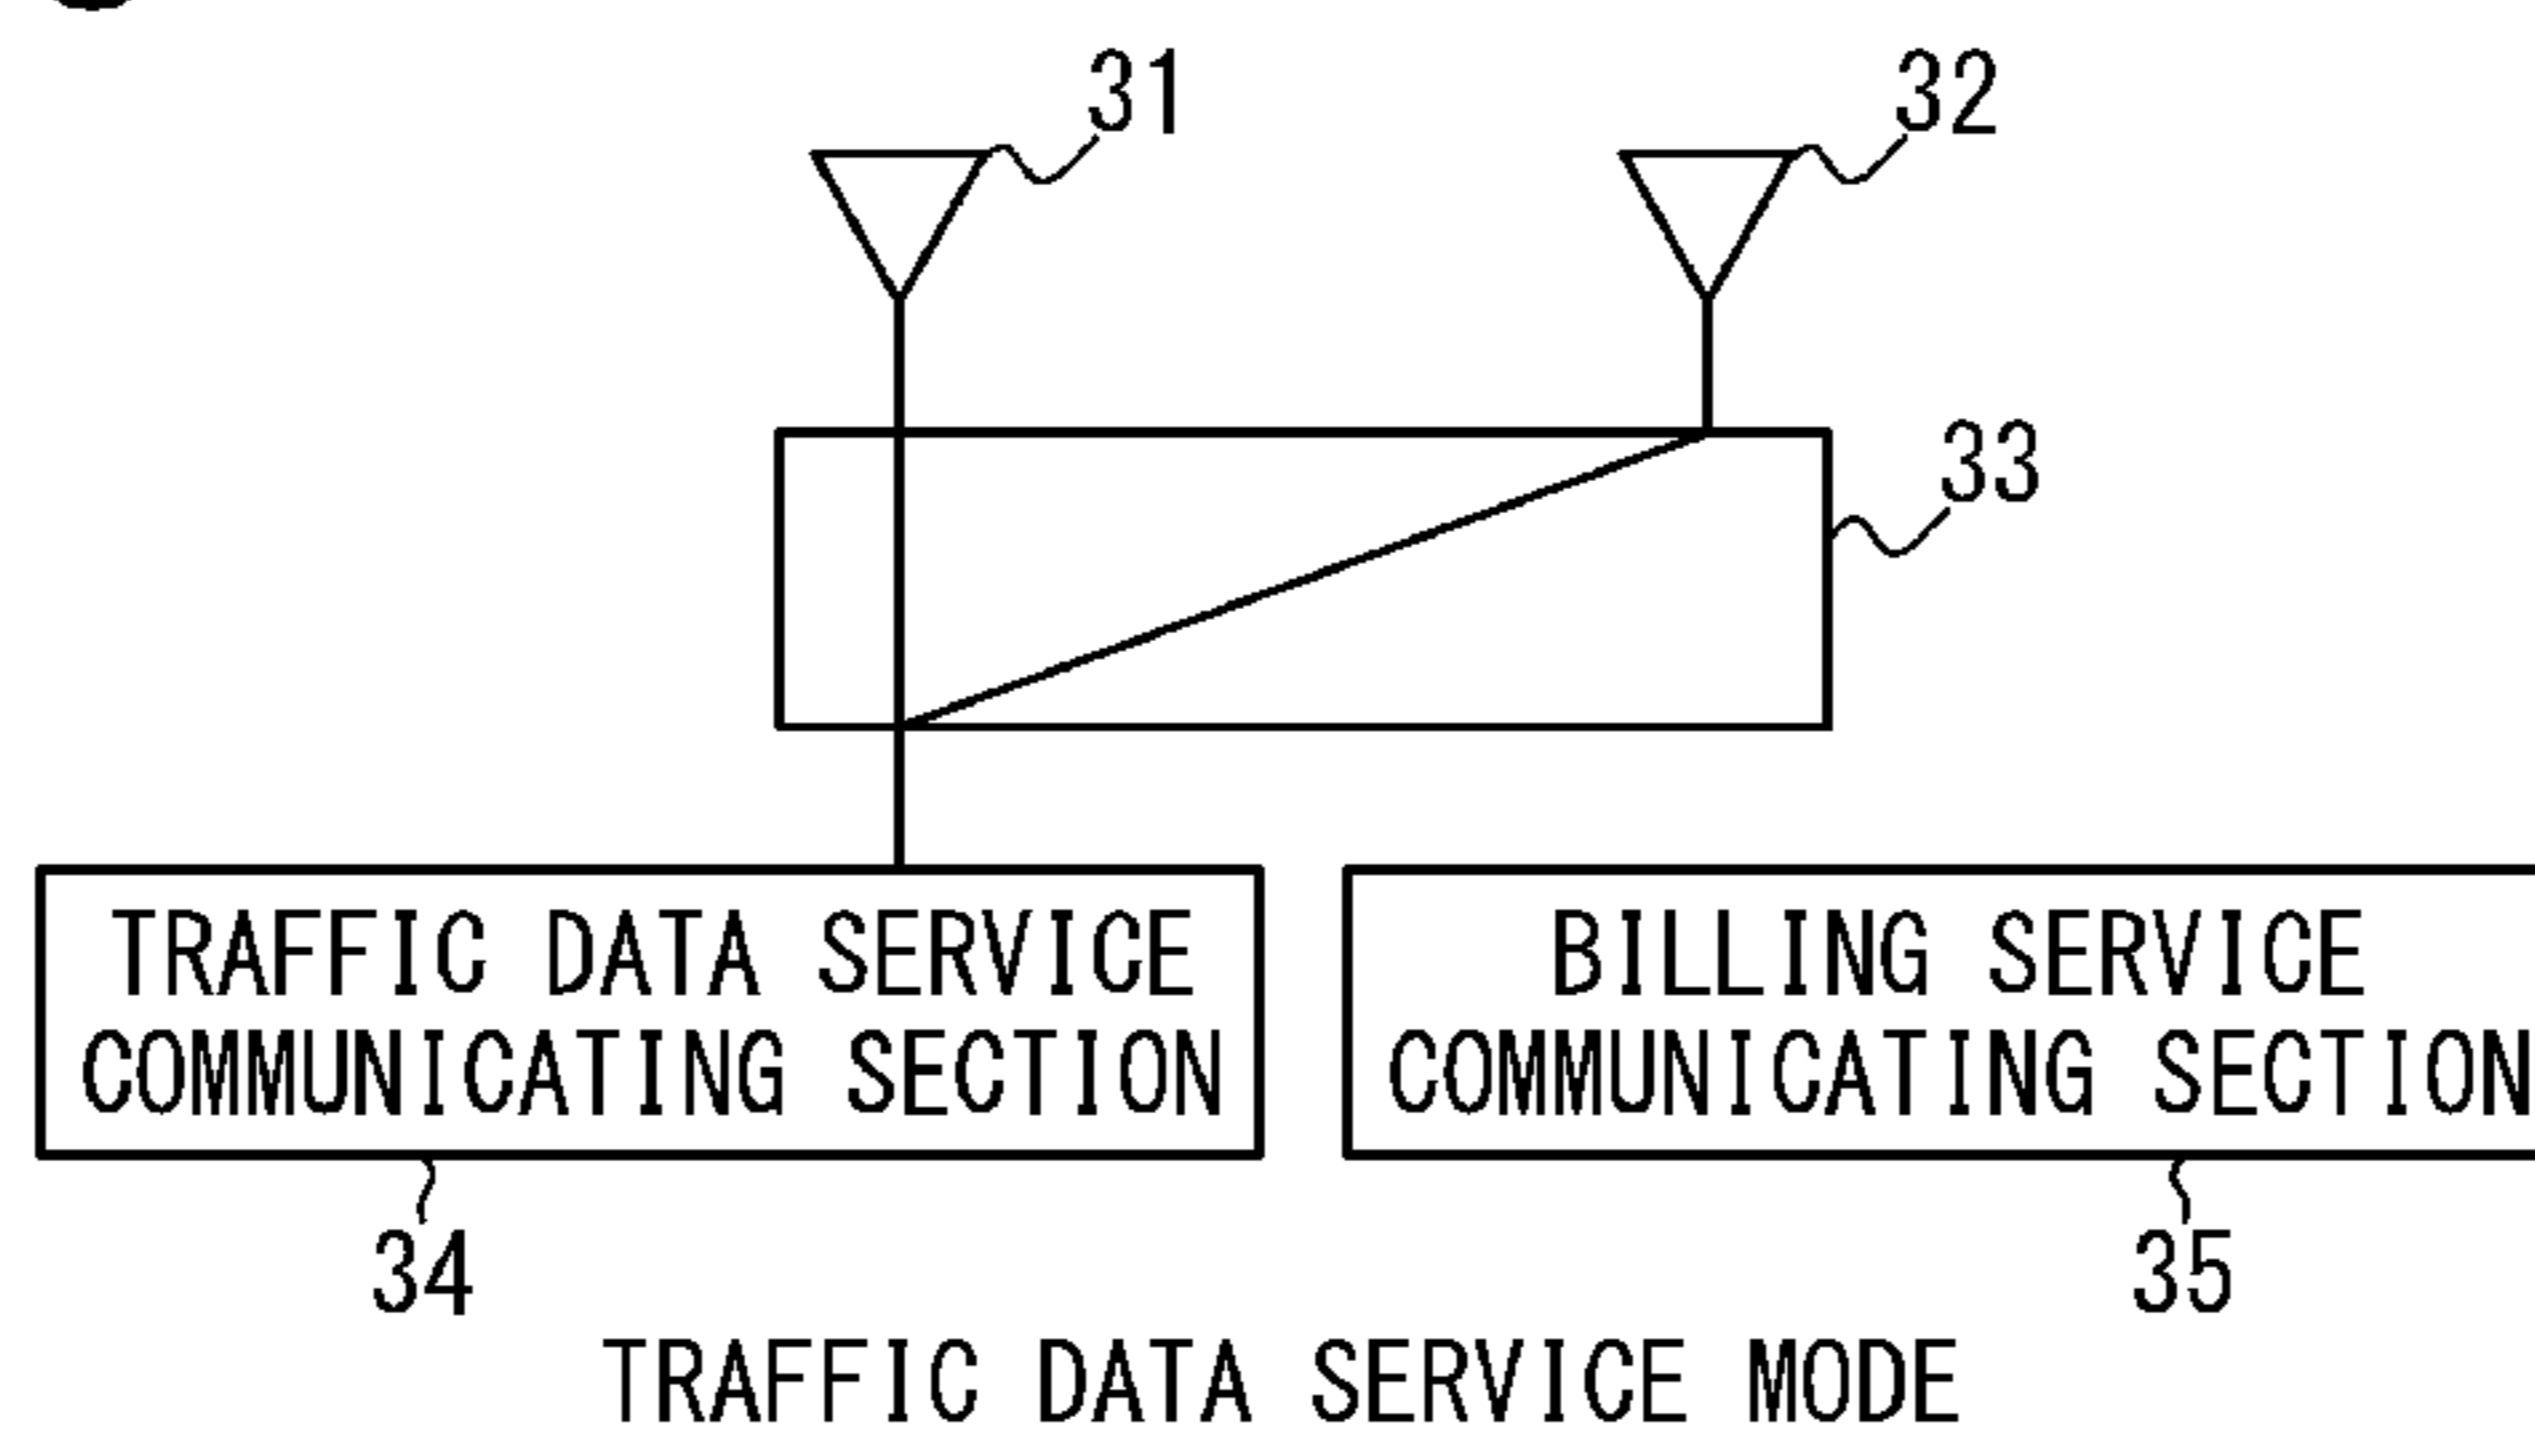 31
32
33
TRAFFIC DATA SERVICE
COMMUNICATING SECTION
BILLING SERVICE
COMMUNICATING SECTION
34
35
TRAFFIC DATA SERVICE MODE